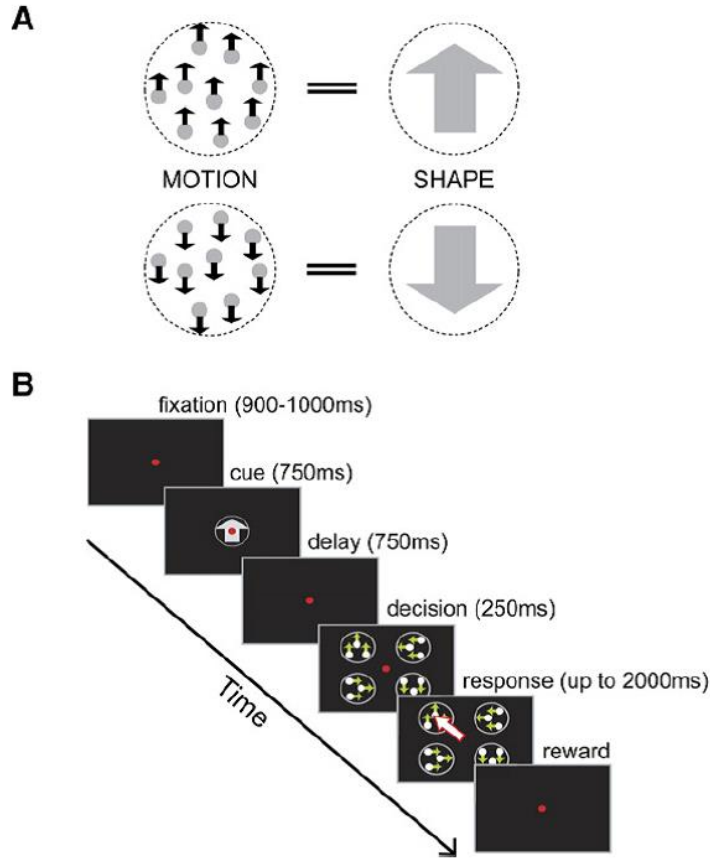 A
MOTION
SHAPE
B
fixation (900-1000ms)
cue (750ms)
delay (750ms)
decision (250ms)
response (up to 2000ms)
reward
Time